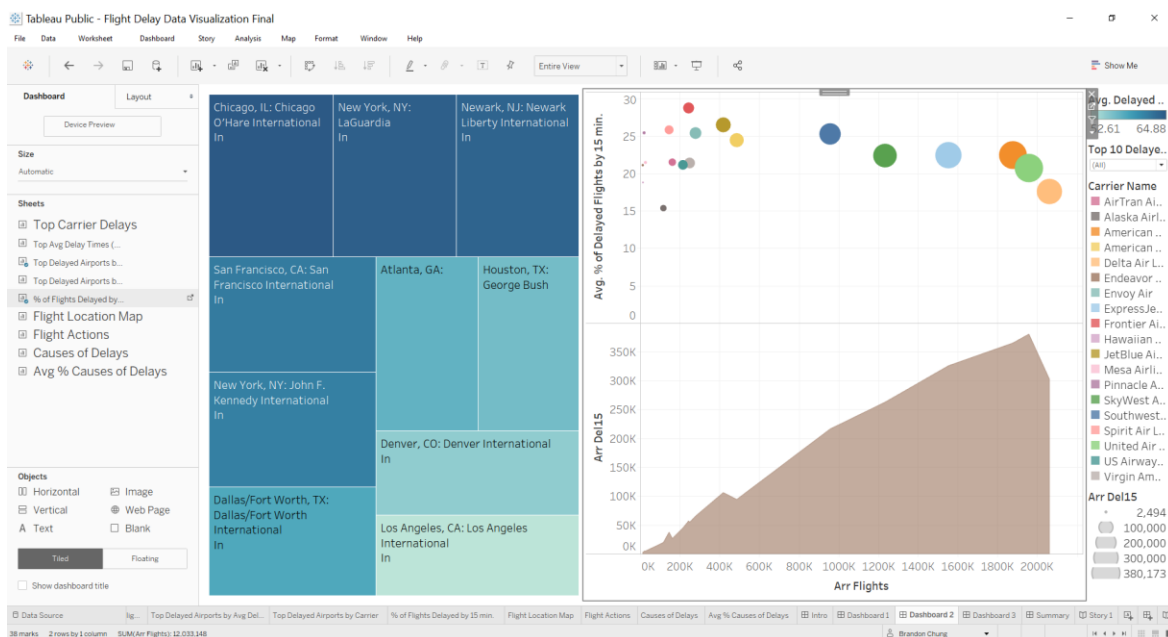 Tableau Public - Flight Delay Data Visualization Final
File Data Worksheet Dashboard Story Analysis Map Format Window Help
Entire View
Show Me
Dashboard
Layout
Device Preview
Size
Automatic
Sheets
Top Carrier Delays
Top Avg Delay Times (...
Top Delayed Airports b...
Top Delayed Airports b...
% of Flights Delayed by...
Flight Location Map
Flight Actions
Causes of Delays
Avg % Causes of Delays
Objects
Horizontal
Image
Vertical
Web Page
A Text
Blank
Tiled
Floating
Show dashboard title
Chicago, IL: Chicago
O'Hare International
In
New York, NY:
LaGuardia
In
Newark, NJ: Newark
Liberty International
In
San Francisco, CA: San
Francisco International
In
Atlanta, GA:
Houston, TX:
George Bush
New York, NY: John F.
Kennedy International
In
Denver, CO: Denver International
In
Dallas/Fort Worth, TX:
Dallas/Fort Worth
International
In
Los Angeles, CA: Los Angeles
International
In
Avg. % of Delayed Flights by 15 min.
30
25
20
15
10
5
0
Arr Del15
350K
300K
250K
200K
150K
100K
50K
0K
0K 200K 400K 600K 800K 1000K 1200K 1400K 1600K 1800K 2000K
Arr Flights
Avg. Delayed ..
64.88
Top 10 Delaye..
(All)
Carrier Name
AirTran Ai..
Alaska Airl..
American ..
American ..
Delta Air L..
Endeavor ..
Envoy Air
ExpressJe..
Frontier Ai..
Hawaiian ..
JetBlue Ai..
Mesa Airli..
Pinnacle A..
SkyWest A..
Southwest..
Spirit Air L..
United Air ..
US Airway..
Virgin Am..
Arr Del15
2,494
100,000
200,000
300,000
380,173
Data Source
lig...
Top Delayed Airports by Avg Del...
Top Delayed Airports by Carrier
% of Flights Delayed by 15 min.
Flight Location Map
Flight Actions
Causes of Delays
Avg % Causes of Delays
Intro
Dashboard 1
Dashboard 2
Dashboard 3
Summary
Story 1
38 marks 2 rows by 1 column SUM(Arr Flights): 12,033,148
Brandon Chung